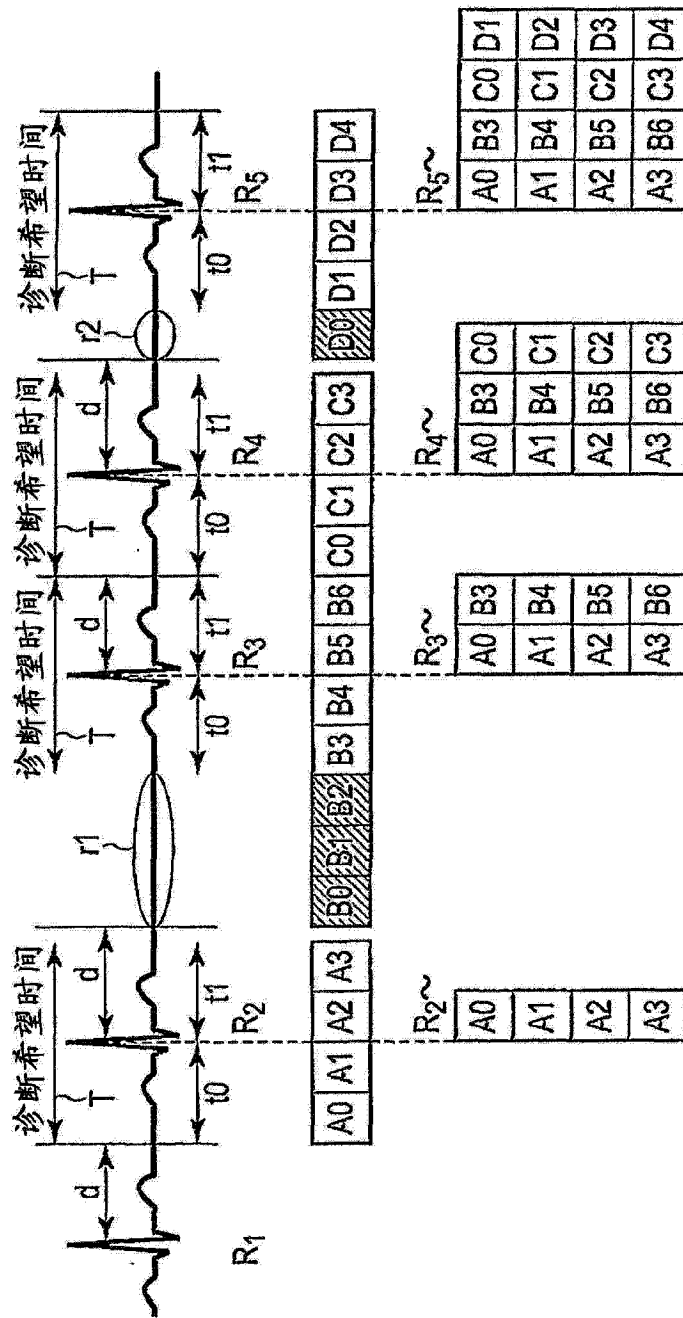 诊断希望时间 诊断希望时间 诊断希望时间 诊断希望时间
T T T T
d d d d
r1 r2
t0 t1 t0 t1 t0 t1 t0 t1
R1 R2 R3 R4 R5
A0 A1 A2 A3 B0 B1 B2 B3 B4 B5 B6 C0 C1 C2 C3 D0 D1 D2 D3 D4
R2~ R3~ R4~ R5~
A0 A0 B3 A0 B3 C0 A0 B3 C0 D1
A1 A1 B4 A1 B4 C1 A1 B4 C1 D2
A2 A2 B5 A2 B5 C2 A2 B5 C2 D3
A3 A3 B6 A3 B6 C3 A3 B6 C3 D4